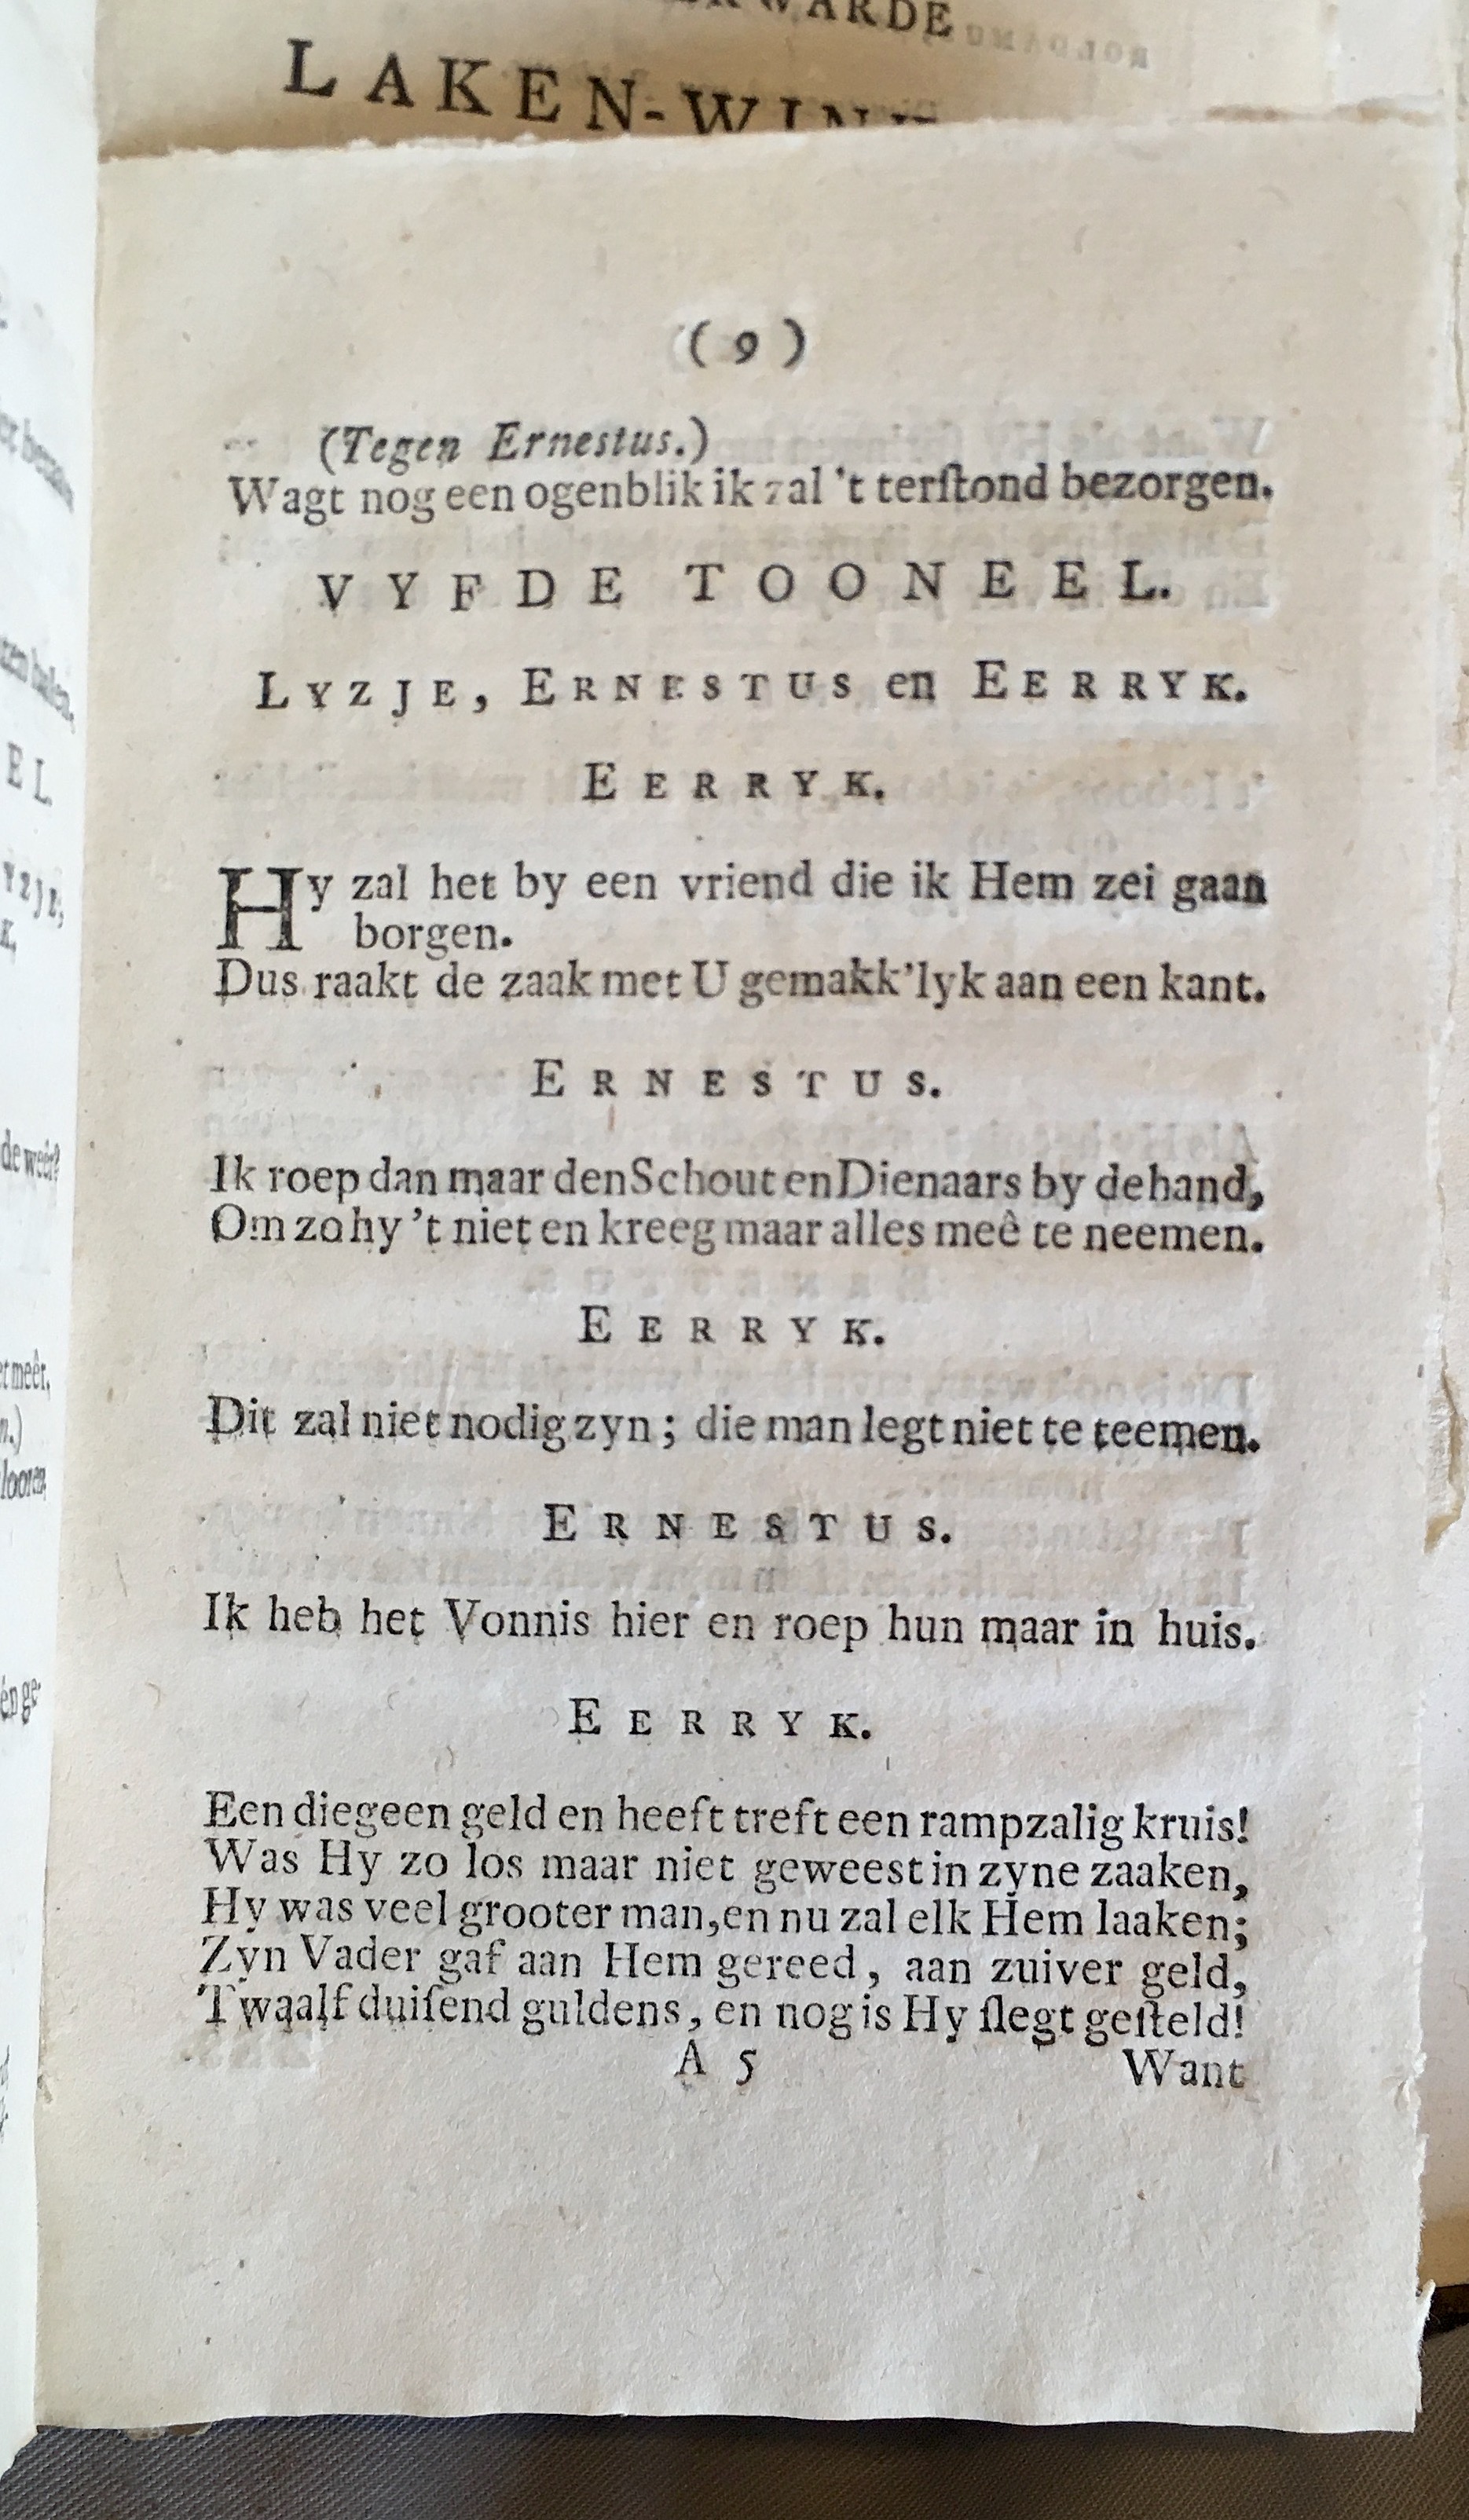 WARDE
LAKEN-WIN
( 9 )
(Tegen Ernestus.)
Wagt nog een ogenblik ik zal 't terſtond bezorgen.
VYFDE TOONEEL.
LYZJE, ERNESTUS en EERRYK.
EERRYK.
Hy zal het by een vriend die ik Hem zei gaan
borgen.
Dus raakt de zaak met U gemakk'lyk aan een kant.
ERNESTUS.
Ik roep dan maar den Schout en Dienaars by de hand,
Om zo hy 't niet en kreeg maar alles meê te neemen.
EERRYK.
Dit zal niet nodig zyn; die man legt niet te teemen.
ERNESTUS.
Ik heb het Vonnis hier en roep hun maar in huis.
EERRYK.
Een die geen geld en heeft treft een rampzalig kruis!
Was Hy zo los maar niet geweest in zyne zaaken,
Hy was veel grooter man, en nu zal elk Hem laaken;
Zyn Vader gaf aan Hem gereed, aan zuiver geld,
Twaalf duiſend guldens, en nog is Hy ſlegt geſteld!
A 5 Want